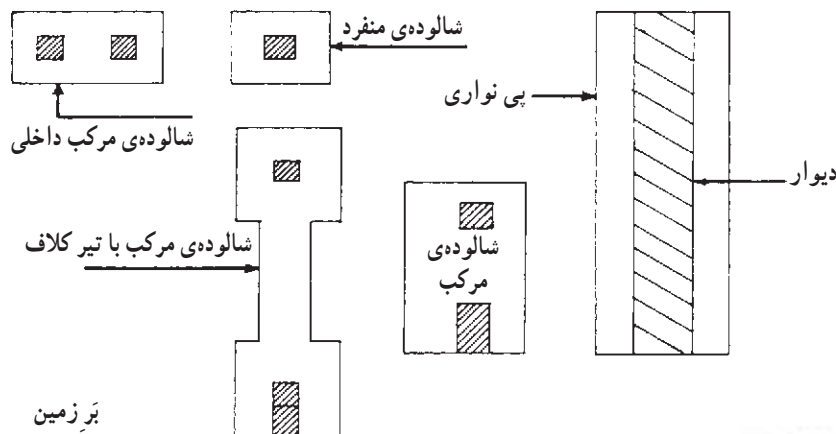 شالوده‌ی منفرد
پی نواری
شالوده‌ی مرکب داخلی
دیوار
شالوده‌ی مرکب با تیر کلاف
شالوده‌ی
مرکب
بَرِ زمین